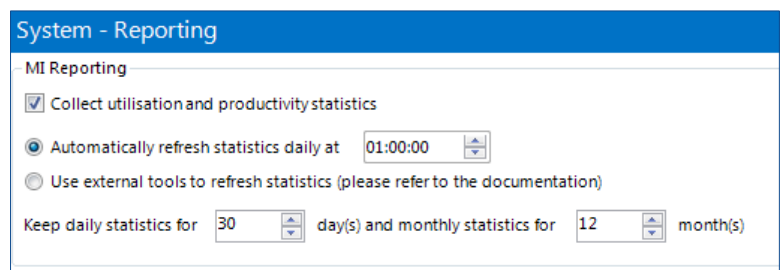 System - Reporting
MI Reporting
Collect utilisation and productivity statistics
Automatically refresh statistics daily at 01:00:00
Use external tools to refresh statistics (please refer to the documentation)
Keep daily statistics for 30 day(s) and monthly statistics for 12 month(s)